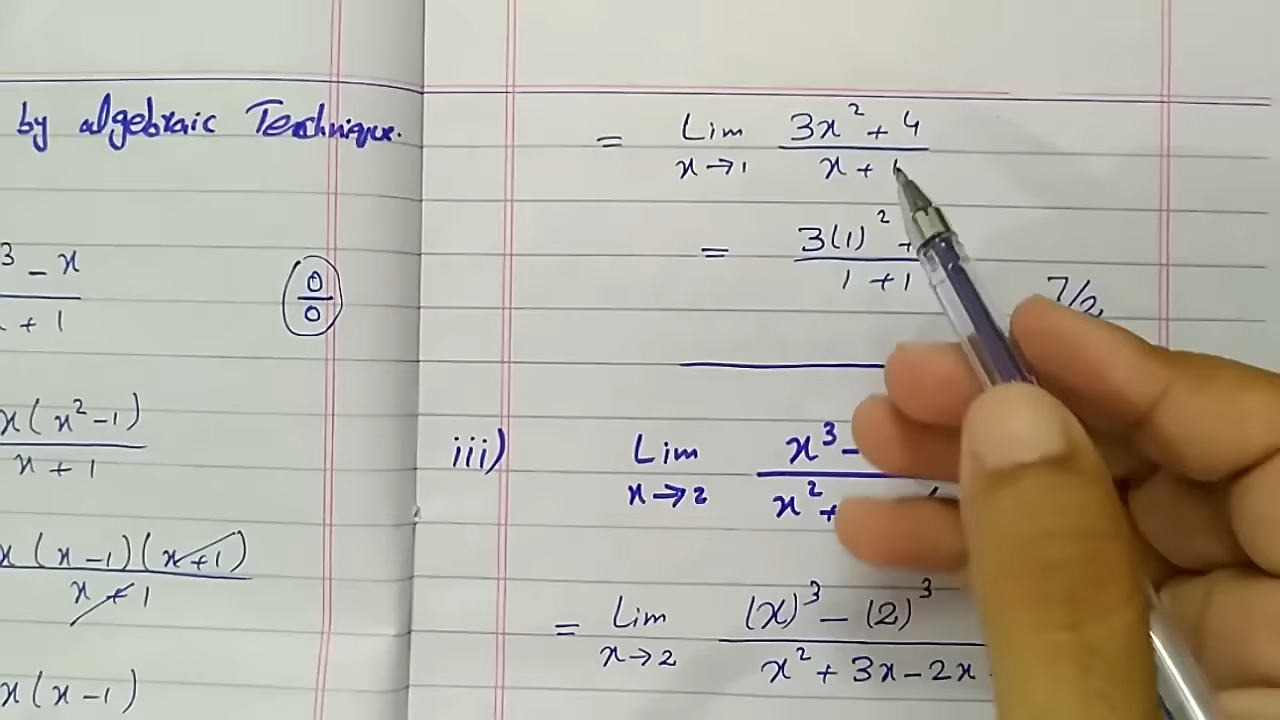 by algebraic Technique.
3 - x
x + 1
0/0
x(x² - 1)
x + 1
x(x - 1)(x + 1)
x + 1
x(x - 1)
= Lim x→1 3x² + 4
x + 1
= 3(1)² +
1 + 1
7/2
iii) Lim x→2 x³ -
x² +
= Lim x→2 (x)³ - (2)³
x² + 3x - 2x